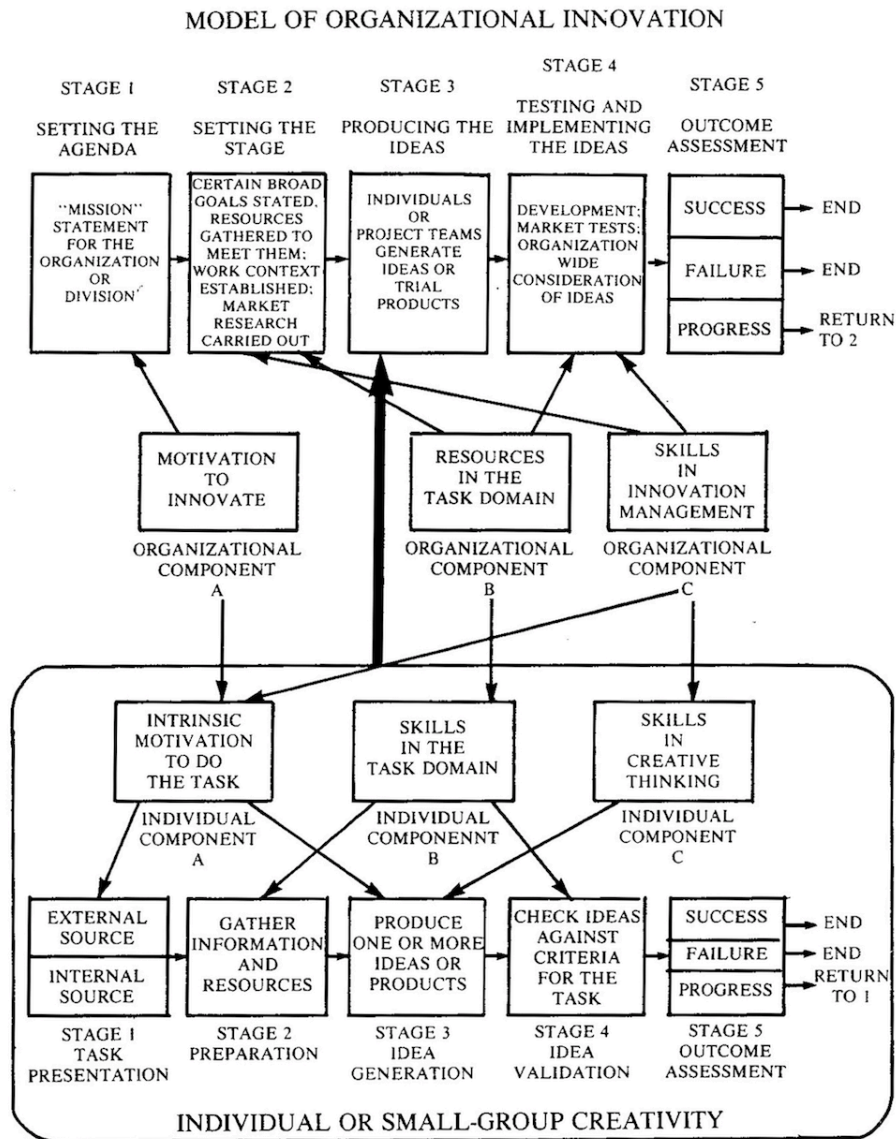 MODEL OF ORGANIZATIONAL INNOVATION
STAGE 1
SETTING THE
AGENDA
STAGE 2
SETTING THE
STAGE
STAGE 3
PRODUCING THE
IDEAS
STAGE 4
TESTING AND
IMPLEMENTING
THE IDEAS
STAGE 5
OUTCOME
ASSESSMENT
"MISSION"
STATEMENT
FOR THE
ORGANIZATION
OR
DIVISION
CERTAIN BROAD
GOALS STATED,
RESOURCES
GATHERED TO
MEET THEM;
WORK CONTEXT
ESTABLISHED;
MARKET
RESEARCH
CARRIED OUT
INDIVIDUALS
OR
PROJECT TEAMS
GENERATE
IDEAS OR
TRIAL
PRODUCTS
DEVELOPMENT;
MARKET TESTS;
ORGANIZATION
WIDE
CONSIDERATION
OF IDEAS
SUCCESS
END
FAILURE
END
PROGRESS
RETURN
TO 2
MOTIVATION
TO
INNOVATE
ORGANIZATIONAL
COMPONENT
A
RESOURCES
IN THE
TASK DOMAIN
ORGANIZATIONAL
COMPONENT
B
SKILLS
IN
INNOVATION
MANAGEMENT
ORGANIZATIONAL
COMPONENT
C
INTRINSIC
MOTIVATION
TO DO
THE TASK
INDIVIDUAL
COMPONENT
A
SKILLS
IN THE
TASK DOMAIN
INDIVIDUAL
COMPONENNT
B
SKILLS
IN
CREATIVE
THINKING
INDIVIDUAL
COMPONENT
C
EXTERNAL
SOURCE
INTERNAL
SOURCE
STAGE 1
TASK
PRESENTATION
GATHER
INFORMATION
AND
RESOURCES
STAGE 2
PREPARATION
PRODUCE
ONE OR MORE
IDEAS OR
PRODUCTS
STAGE 3
IDEA
GENERATION
CHECK IDEAS
AGAINST
CRITERIA
FOR THE
TASK
STAGE 4
IDEA
VALIDATION
SUCCESS
END
FAILURE
END
PROGRESS
RETURN
TO 1
STAGE 5
OUTCOME
ASSESSMENT
INDIVIDUAL OR SMALL-GROUP CREATIVITY